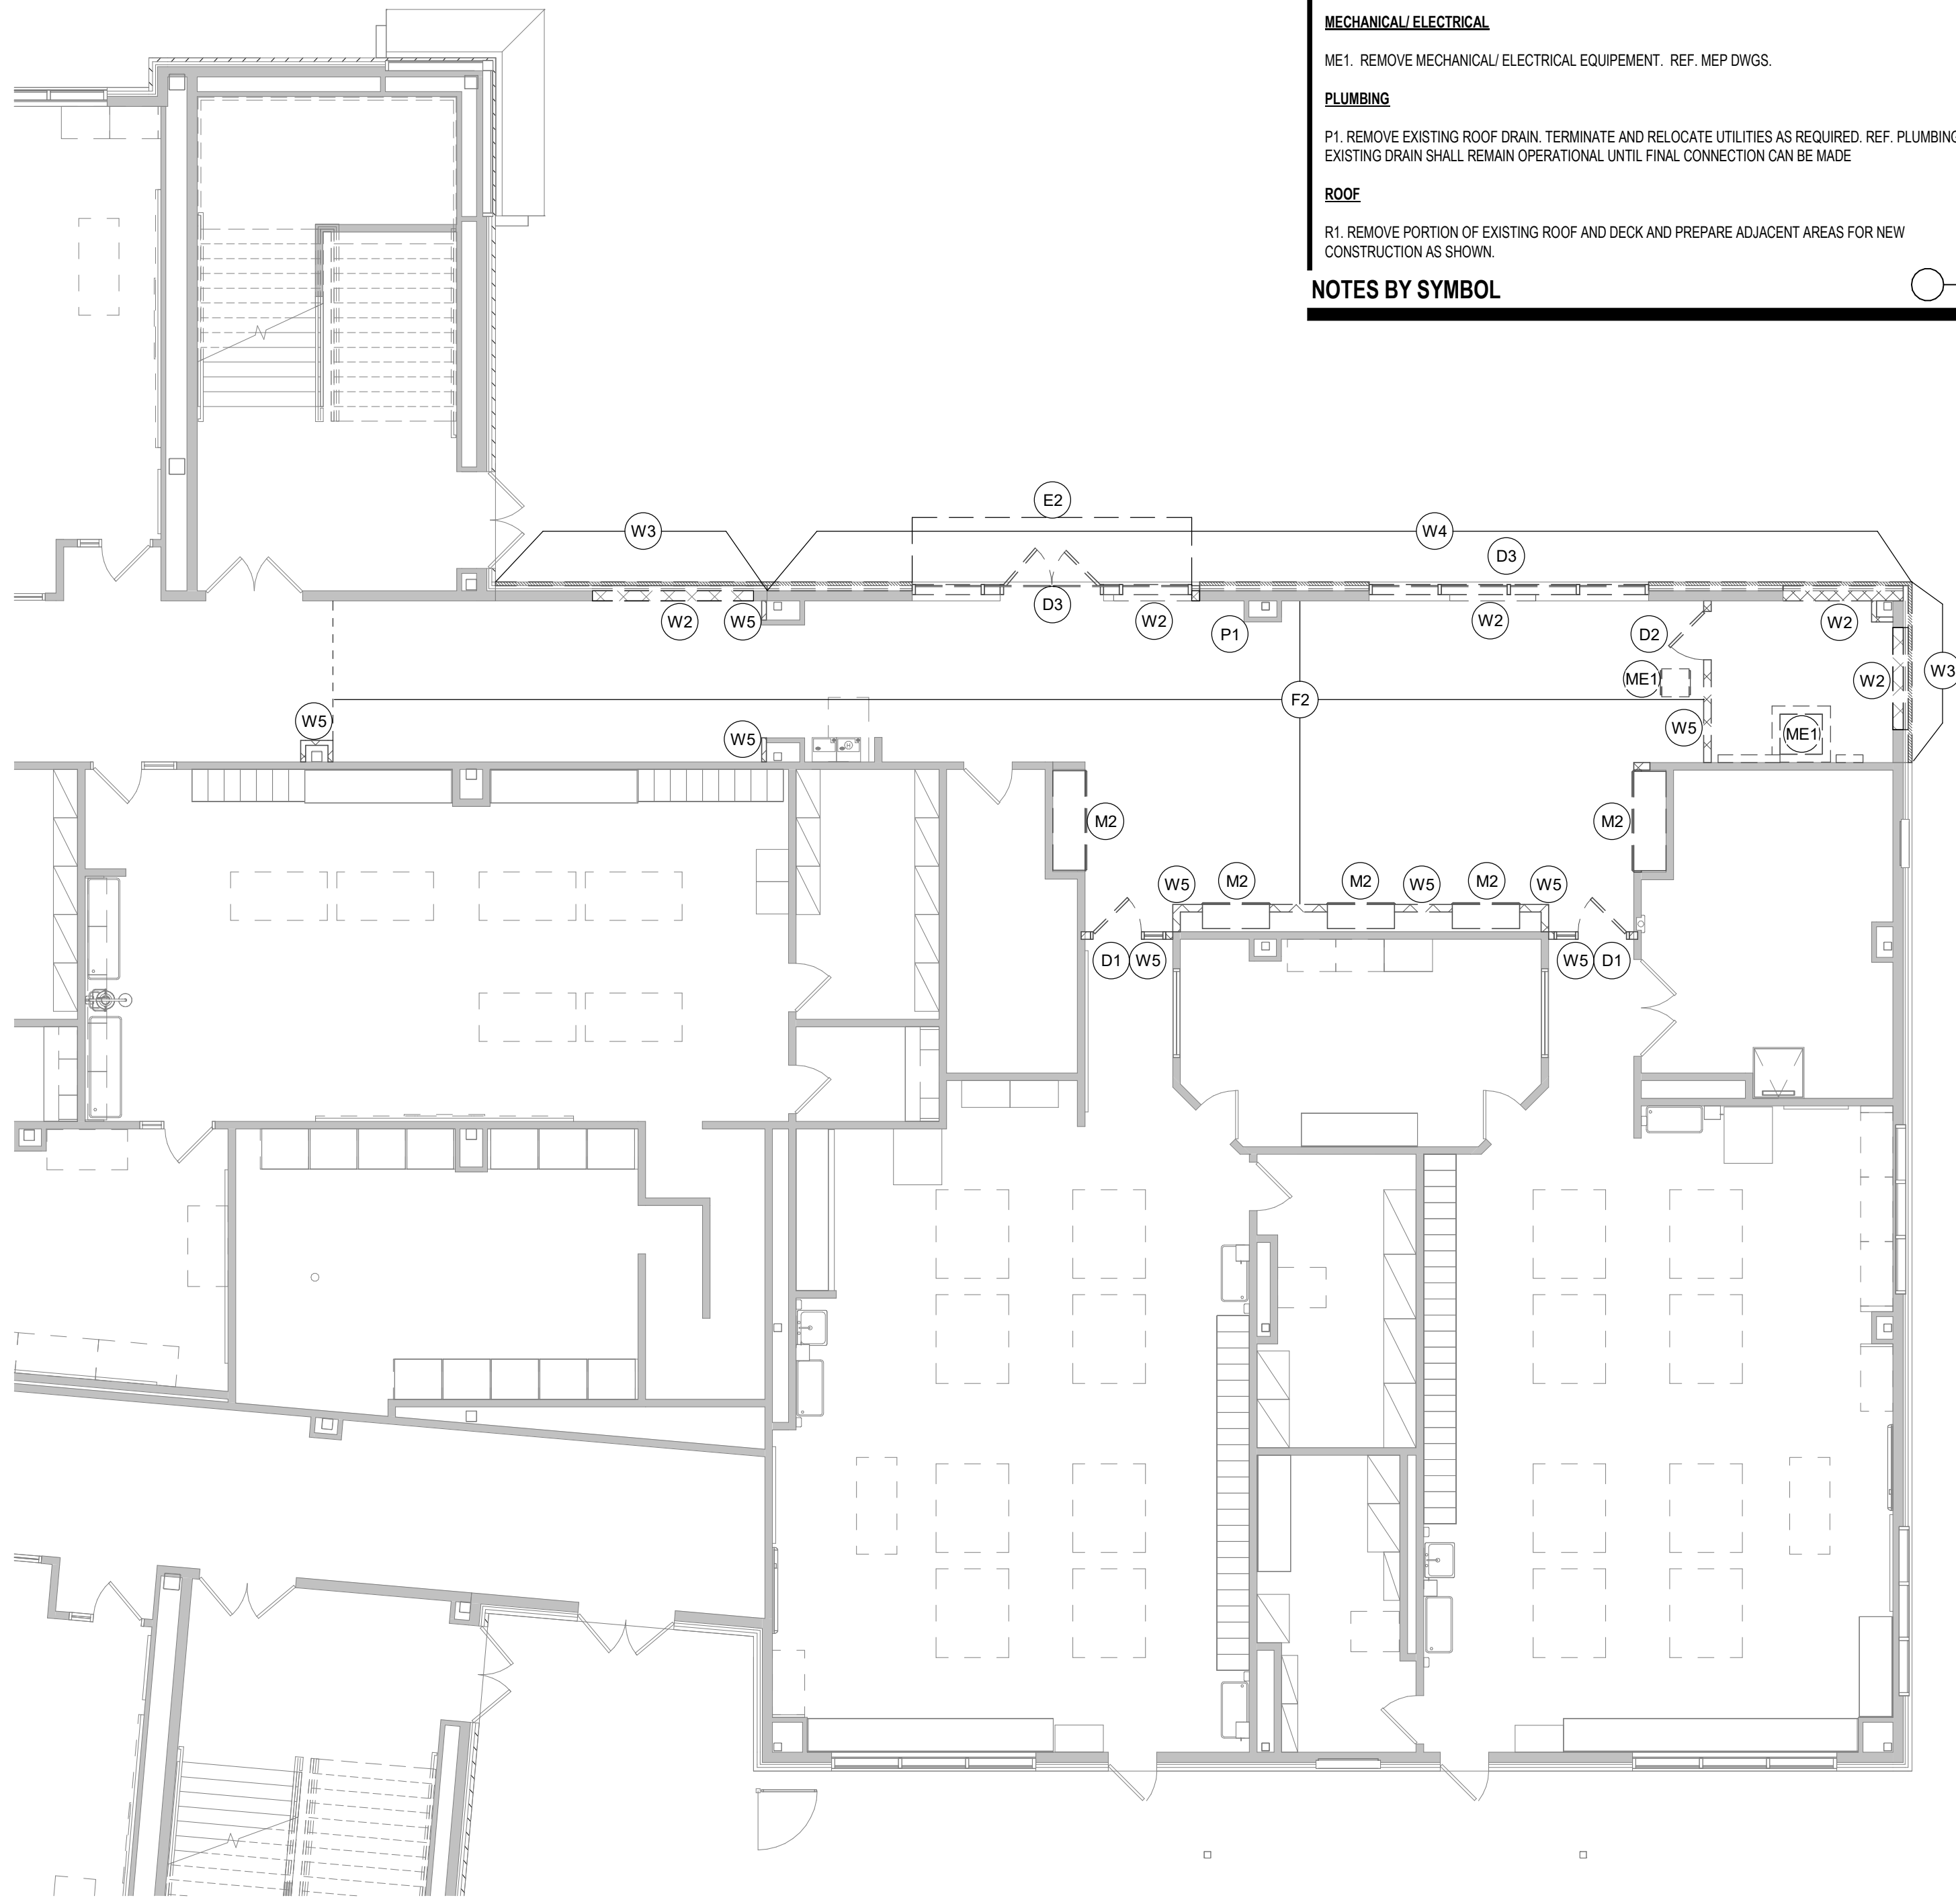 MECHANICAL/ ELECTRICAL
ME1. REMOVE MECHANICAL/ ELECTRICAL EQUIPEMENT. REF. MEP DWGS.
PLUMBING
P1. REMOVE EXISTING ROOF DRAIN. TERMINATE AND RELOCATE UTILITIES AS REQUIRED. REF. PLUMBING
EXISTING DRAIN SHALL REMAIN OPERATIONAL UNTIL FINAL CONNECTION CAN BE MADE
ROOF
R1. REMOVE PORTION OF EXISTING ROOF AND DECK AND PREPARE ADJACENT AREAS FOR NEW
CONSTRUCTION AS SHOWN.
NOTES BY SYMBOL
E2
W3
W4
D3
D3
W2
W5
W2
P1
W2
D2
W2
ME1
W2
W3
F2
W5
W5
W5
ME1
M2
M2
W5
M2
M2
W5
M2
W5
D1
W5
W5
D1
H